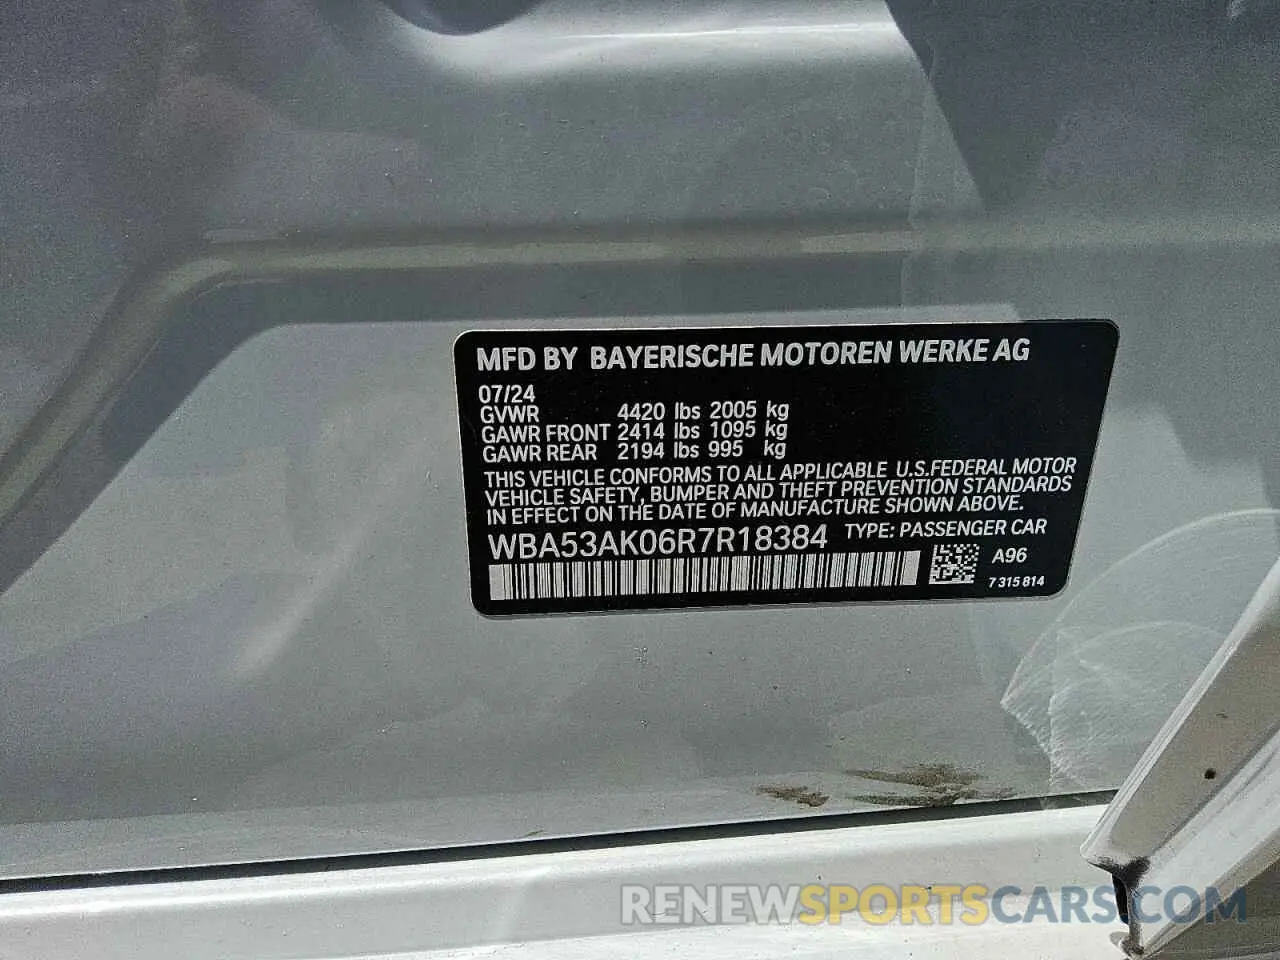 MFD BY BAYERISCHE MOTOREN WERKE AG
07/24
GVWR 4420 lbs 2005 kg
GAWR FRONT 2414 lbs 1095 kg
GAWR REAR 2194 lbs 995 kg
THIS VEHICLE CONFORMS TO ALL APPLICABLE U.S.FEDERAL MOTOR
VEHICLE SAFETY, BUMPER AND THEFT PREVENTION STANDARDS
IN EFFECT ON THE DATE OF MANUFACTURE SHOWN ABOVE.
WBA53AK06R7R18384 TYPE: PASSENGER CAR
A96
7 315 814
RENEWSPORTSCARS.COM